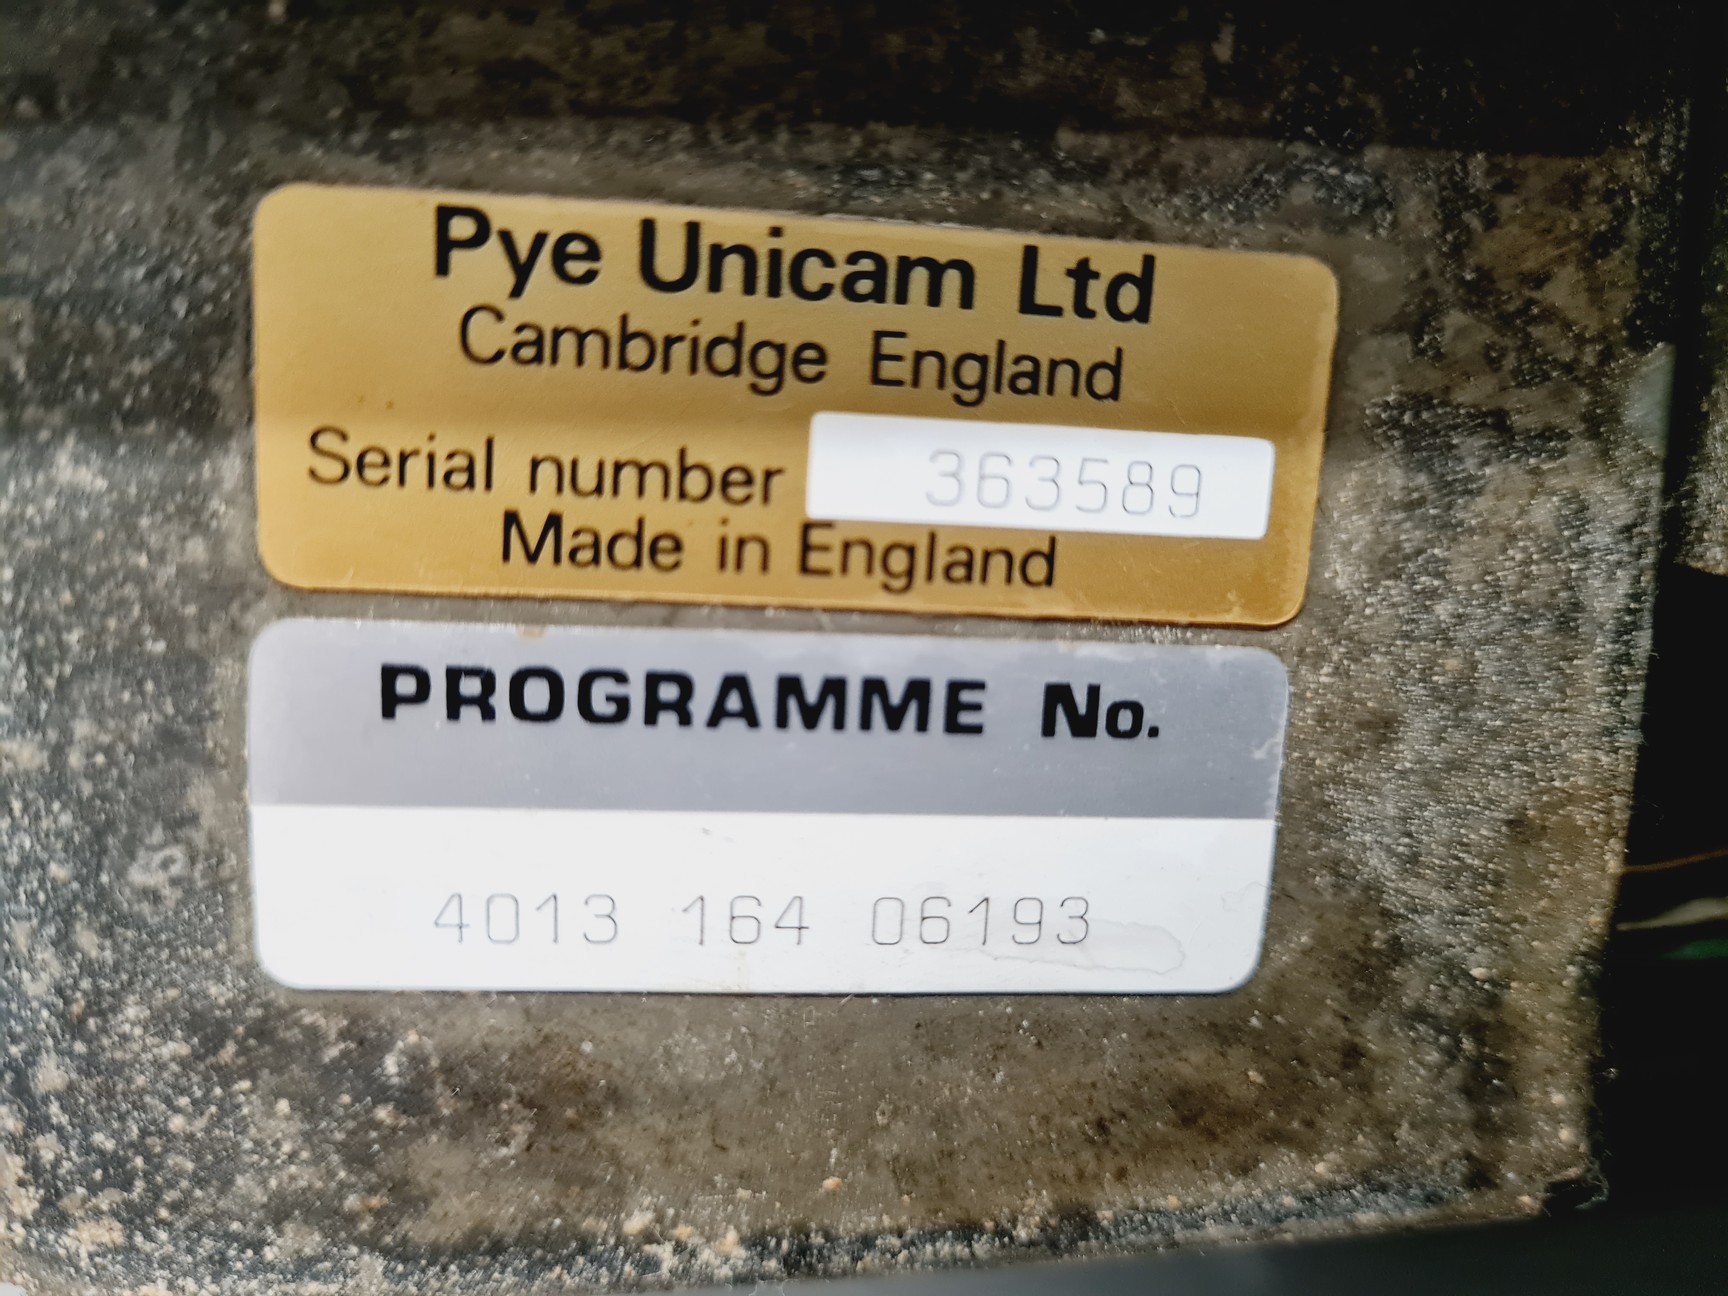 Pye Unicam Ltd
Cambridge England
Serial number 363589
Made in England
PROGRAMME No.
4013 164 06193